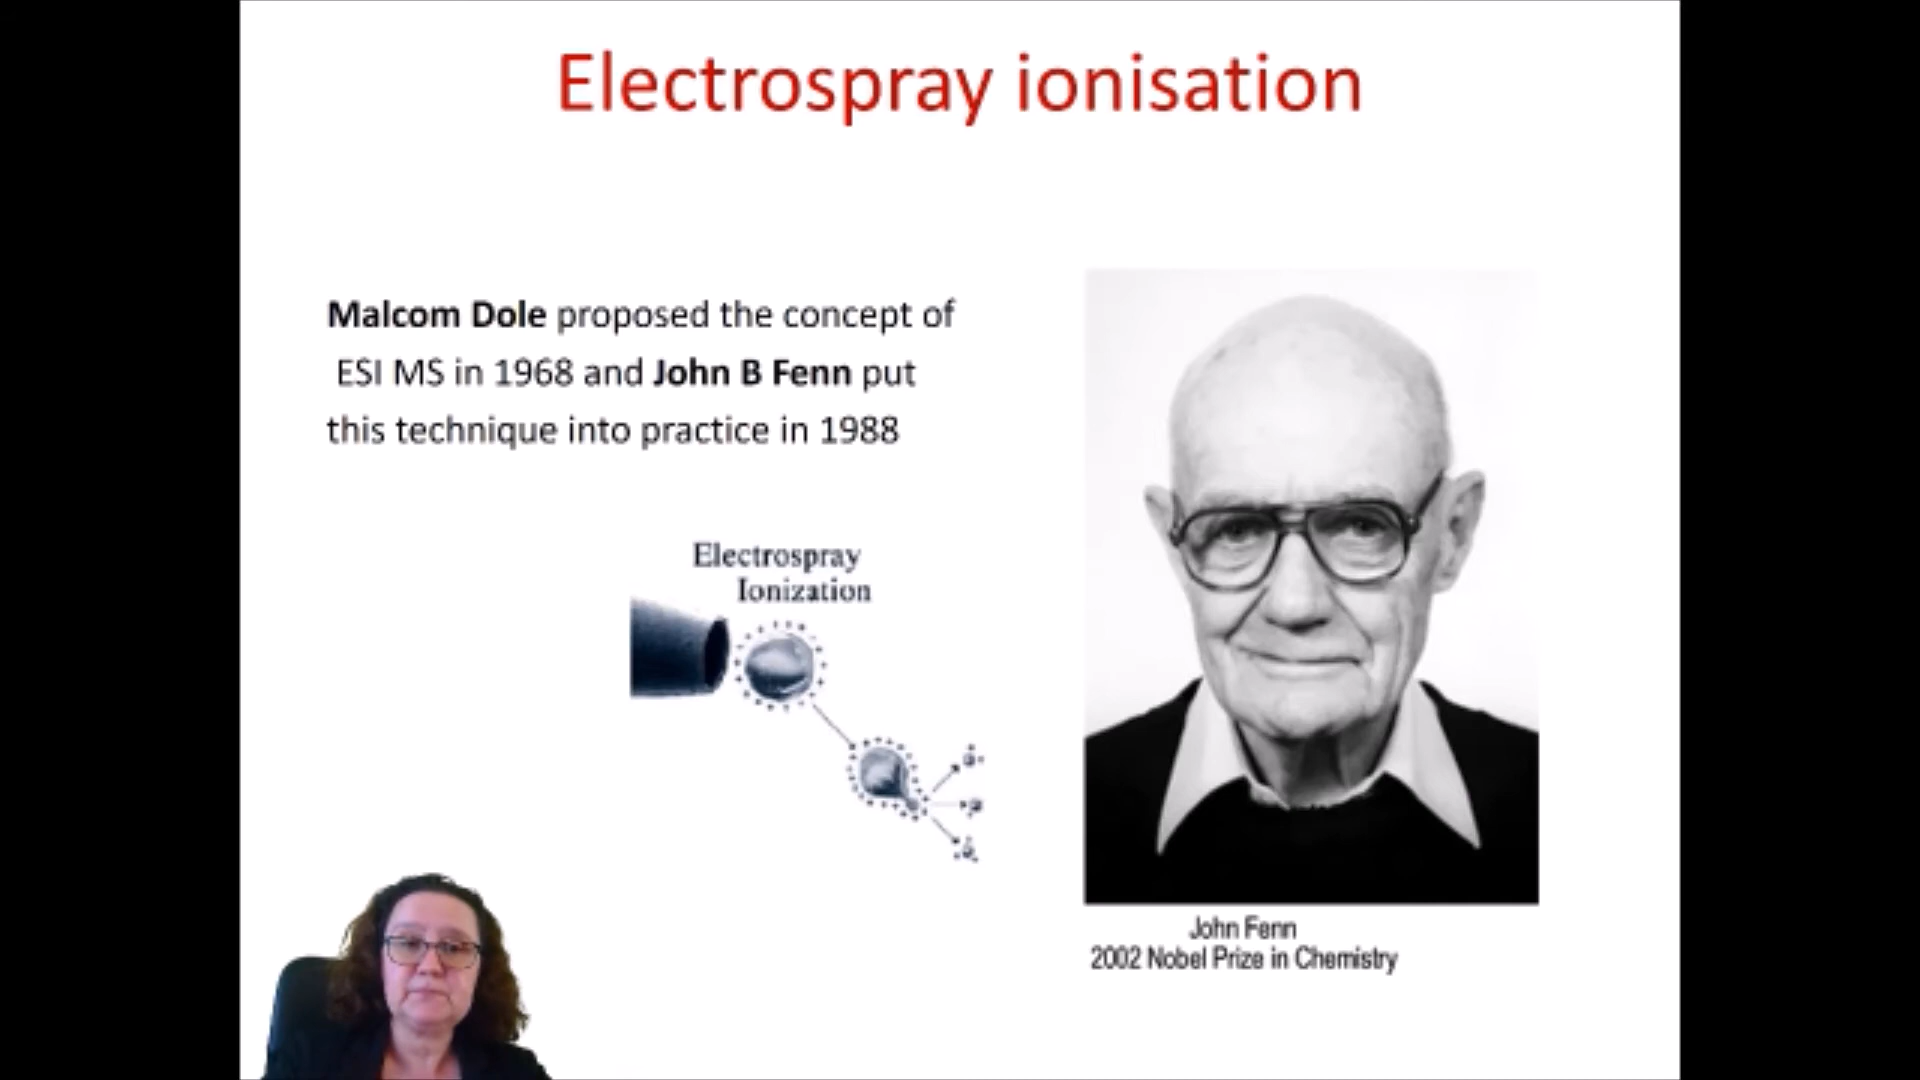 Electrospray ionisation
Malcom Dole proposed the concept of
ESI MS in 1968 and John B Fenn put
this technique into practice in 1988
Electrospray
Ionization
John Fenn
2002 Nobel Prize in Chemistry